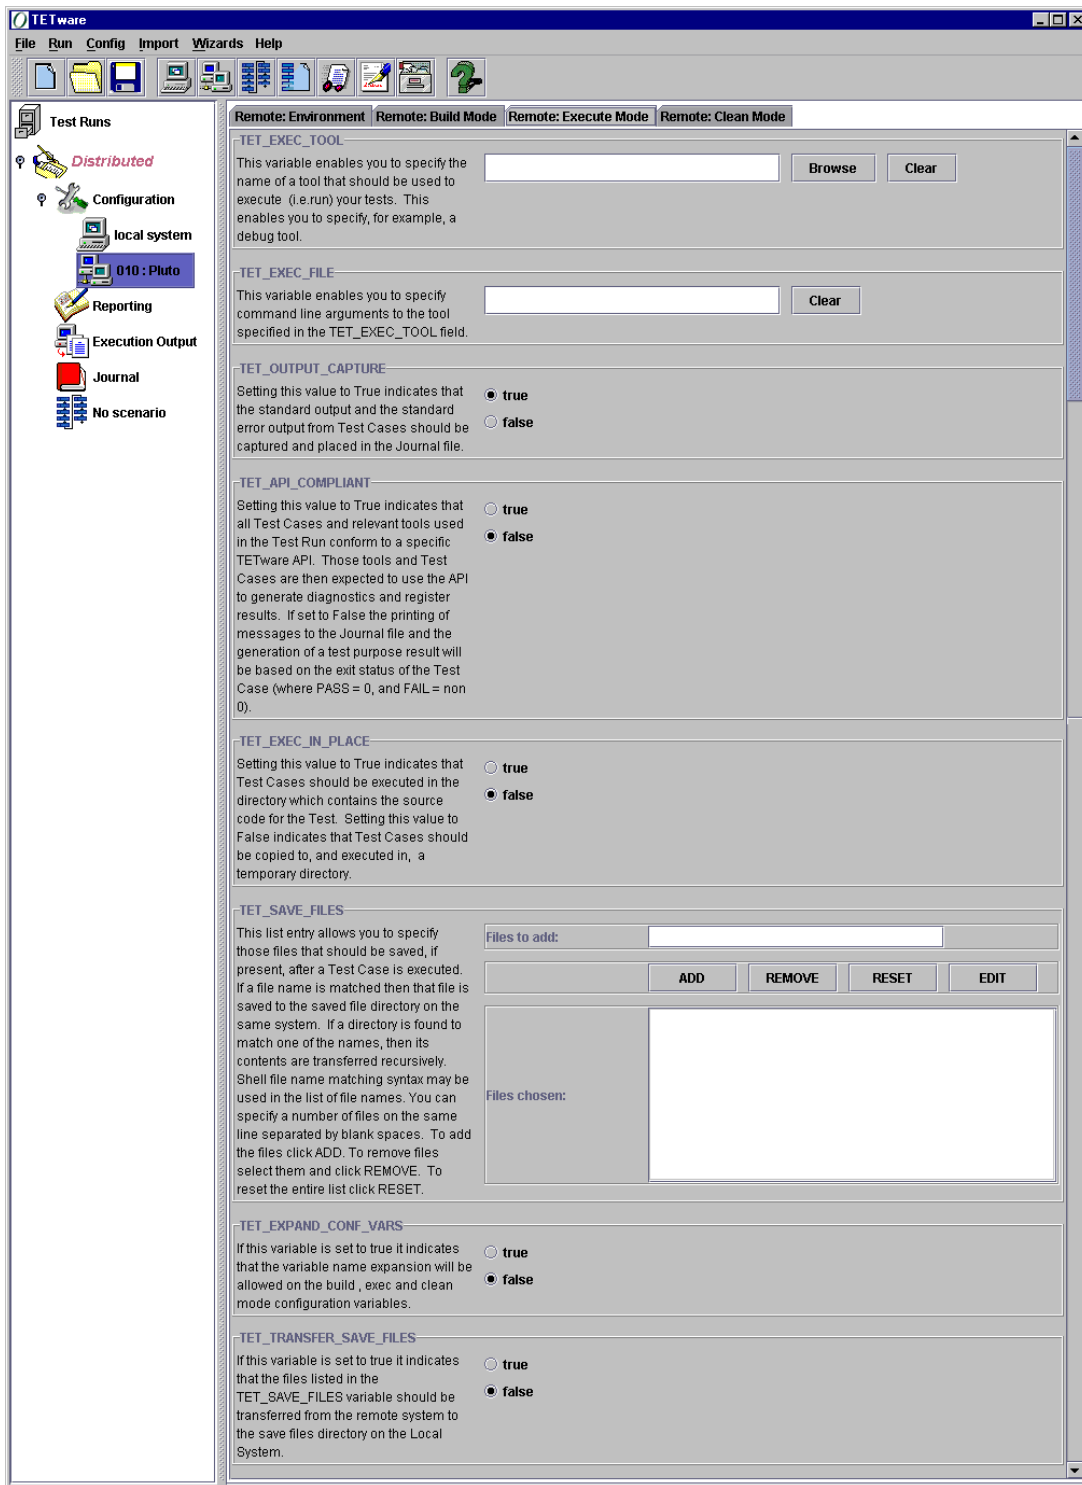 TETware
File Run Config Import Wizards Help
Test Runs
Distributed
Configuration
local system
010 : Pluto
Reporting
Execution Output
Journal
No scenario
Remote: Environment Remote: Build Mode Remote: Execute Mode Remote: Clean Mode
TET_EXEC_TOOL
This variable enables you to specify the
name of a tool that should be used to
execute (i.e.run) your tests. This
enables you to specify, for example, a
debug tool.
Browse Clear
TET_EXEC_FILE
This variable enables you to specify
command line arguments to the tool
specified in the TET_EXEC_TOOL field.
Clear
TET_OUTPUT_CAPTURE
Setting this value to True indicates that
the standard output and the standard
error output from Test Cases should be
captured and placed in the Journal file.
true
false
TET_API_COMPLIANT
Setting this value to True indicates that
all Test Cases and relevant tools used
in the Test Run conform to a specific
TETware API. Those tools and Test
Cases are then expected to use the API
to generate diagnostics and register
results. If set to False the printing of
messages to the Journal file and the
generation of a test purpose result will
be based on the exit status of the Test
Case (where PASS = 0, and FAIL = non
0).
true
false
TET_EXEC_IN_PLACE
Setting this value to True indicates that
Test Cases should be executed in the
directory which contains the source
code for the Test. Setting this value to
False indicates that Test Cases should
be copied to, and executed in, a
temporary directory.
true
false
TET_SAVE_FILES
This list entry allows you to specify
those files that should be saved, if
present, after a Test Case is executed.
If a file name is matched then that file is
saved to the saved file directory on the
same system. If a directory is found to
match one of the names, then its
contents are transferred recursively.
Shell file name matching syntax may be
used in the list of file names. You can
specify a number of files on the same
line separated by blank spaces. To add
the files click ADD. To remove files
select them and click REMOVE. To
reset the entire list click RESET.
Files to add:
ADD REMOVE RESET EDIT
Files chosen:
TET_EXPAND_CONF_VARS
If this variable is set to true it indicates
that the variable name expansion will be
allowed on the build , exec and clean
mode configuration variables.
true
false
TET_TRANSFER_SAVE_FILES
If this variable is set to true it indicates
that the files listed in the
TET_SAVE_FILES variable should be
transferred from the remote system to
the save files directory on the Local
System.
true
false